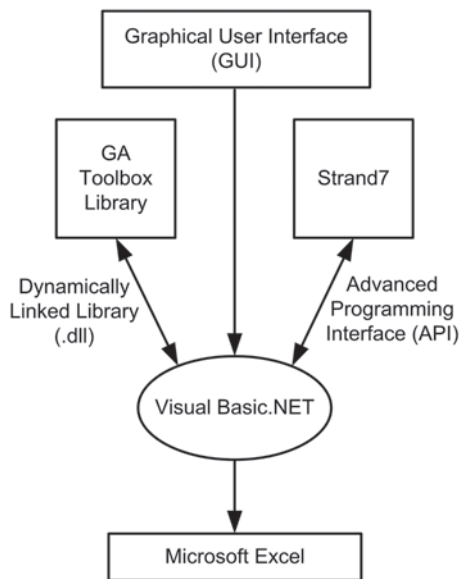 Graphical User Interface
(GUI)
GA
Toolbox
Library
Strand7
Dynamically
Linked Library
(.dll)
Advanced
Programming
Interface (API)
Visual Basic.NET
Microsoft Excel